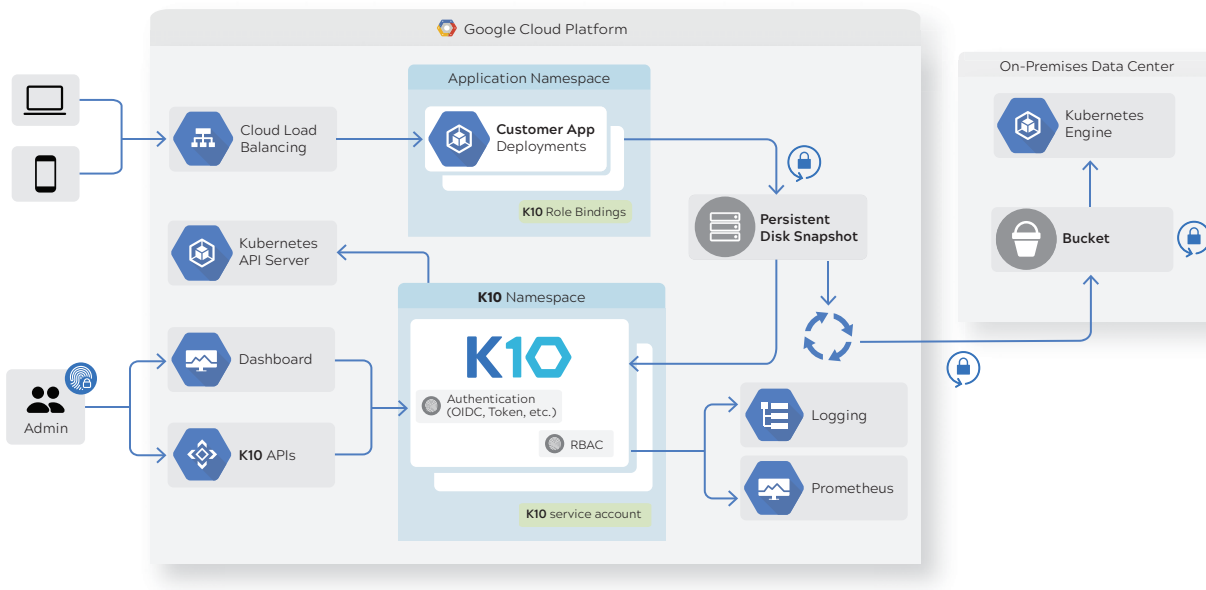 Google Cloud Platform
Application Namespace
Cloud Load
Balancing
Customer App
Deployments
K10 Role Bindings
Kubernetes
API Server
Persistent
Disk Snapshot
K10 Namespace
K10
Authentication
(OIDC, Token, etc.)
RBAC
K10 service account
Dashboard
K10 APIs
Admin
Logging
Prometheus
On-Premises Data Center
Kubernetes
Engine
Bucket